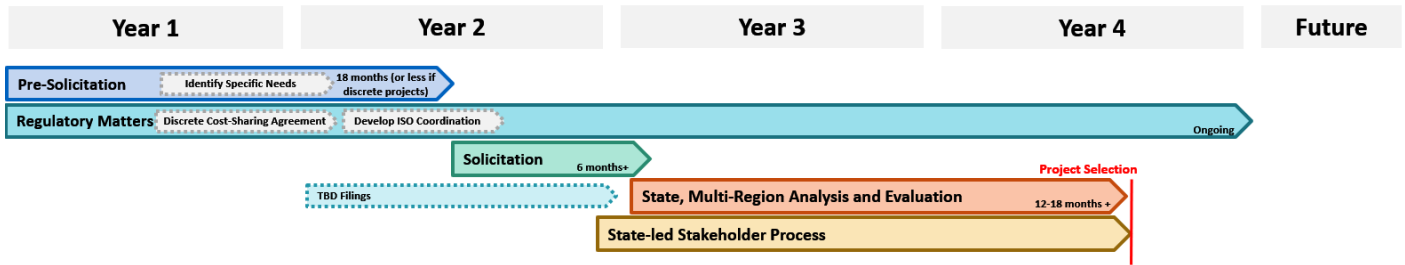 Year 1
Year 2
Year 3
Year 4
Future
Pre-Solicitation
Identify Specific Needs
18 months (or less if
discrete projects)
Regulatory Matters
Discrete Cost-Sharing Agreement
Develop ISO Coordination
Ongoing
Solicitation
6 months+
Project Selection
TBD Filings
State, Multi-Region Analysis and Evaluation
12-18 months +
State-led Stakeholder Process